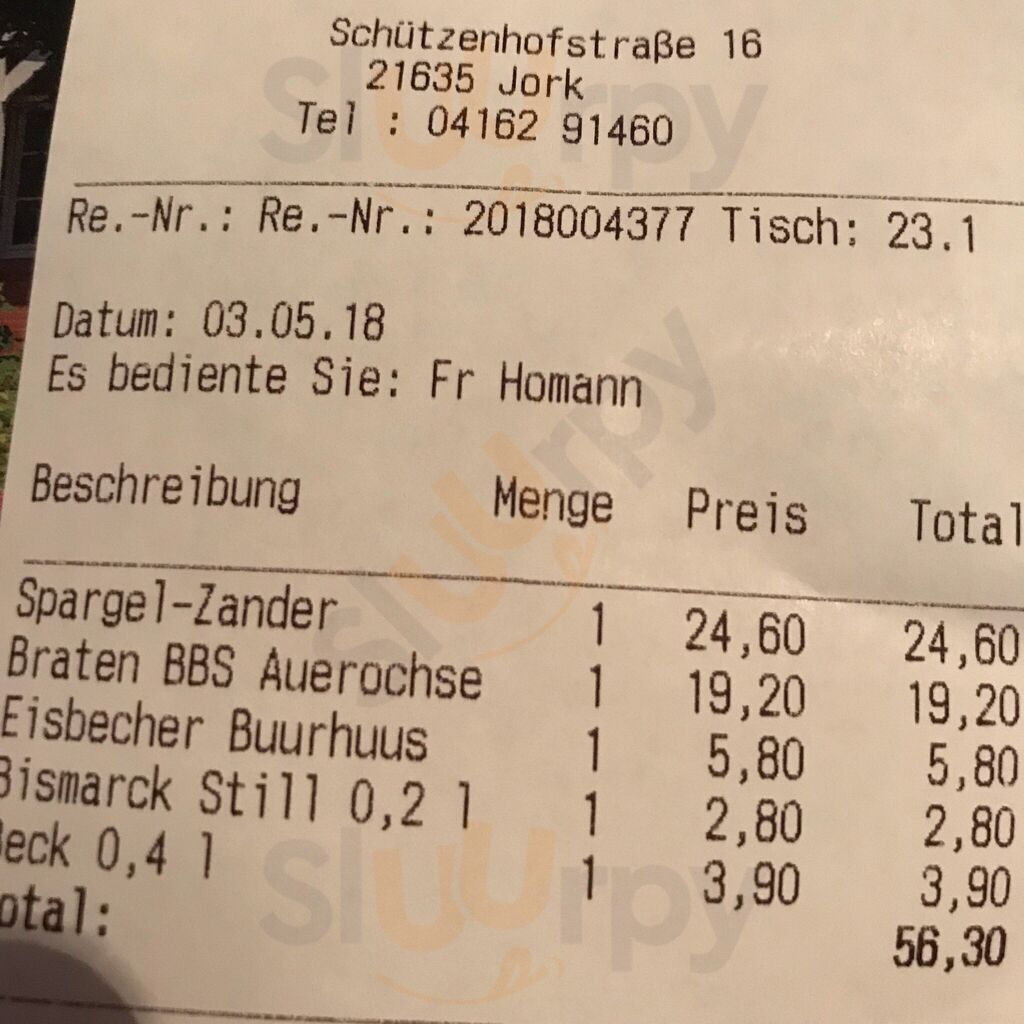 Schützenhofstraße 16
21635 Jork
Tel : 04162 91460
Re.-Nr.: Re.-Nr.: 2018004377 Tisch: 23.1
Datum: 03.05.18
Es bediente Sie: Fr Homann
Beschreibung Menge Preis Total
Spargel-Zander 1 24,60 24,60
Braten BBS Auerochse 1 19,20 19,20
Eisbecher Buurhuus 1 5,80 5,80
Bismarck Still 0,2 l 1 2,80 2,80
eck 0,4 l 1 3,90 3,90
otal: 56,30
Sluurpy
Sluurpy
Sluurpy